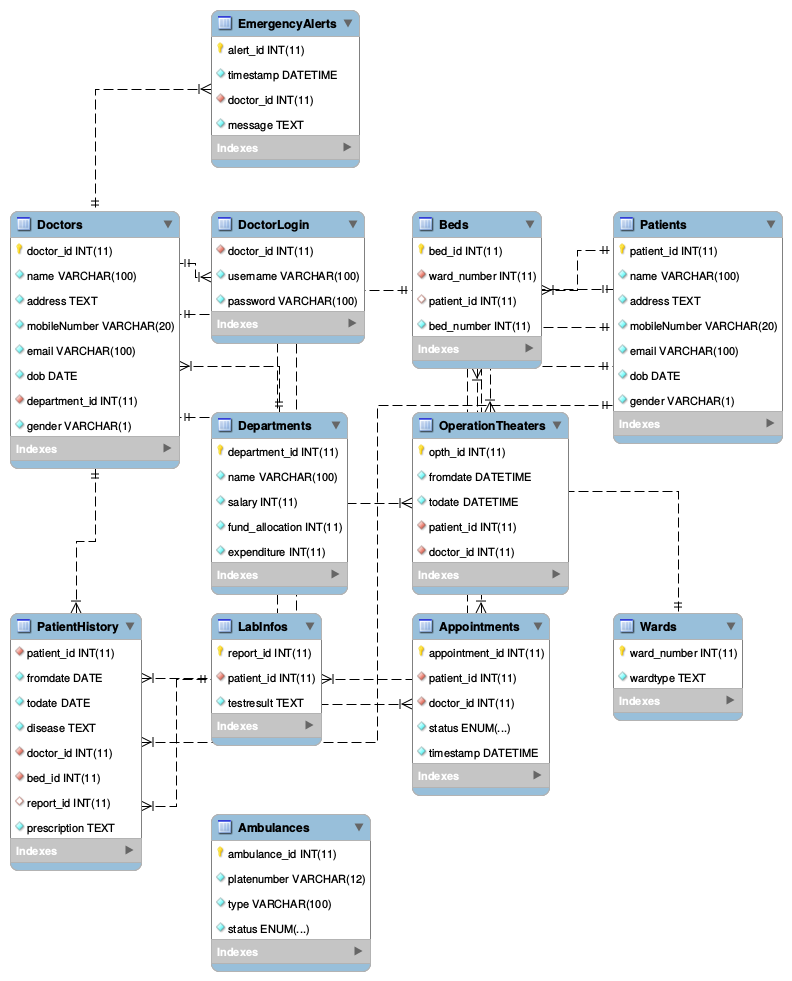 EmergencyAlerts
alert_id INT(11)
timestamp DATETIME
doctor_id INT(11)
message TEXT
Indexes
Doctors
doctor_id INT(11)
name VARCHAR(100)
address TEXT
mobileNumber VARCHAR(20)
email VARCHAR(100)
dob DATE
department_id INT(11)
gender VARCHAR(1)
Indexes
DoctorLogin
doctor_id INT(11)
username VARCHAR(100)
password VARCHAR(100)
Indexes
Beds
bed_id INT(11)
ward_number INT(11)
patient_id INT(11)
bed_number INT(11)
Indexes
Patients
patient_id INT(11)
name VARCHAR(100)
address TEXT
mobileNumber VARCHAR(20)
email VARCHAR(100)
dob DATE
gender VARCHAR(1)
Indexes
Departments
department_id INT(11)
name VARCHAR(100)
salary INT(11)
fund_allocation INT(11)
expenditure INT(11)
Indexes
OperationTheaters
opth_id INT(11)
fromdate DATETIME
todate DATETIME
patient_id INT(11)
doctor_id INT(11)
Indexes
PatientHistory
patient_id INT(11)
fromdate DATE
todate DATE
disease TEXT
doctor_id INT(11)
bed_id INT(11)
report_id INT(11)
prescription TEXT
Indexes
LabInfos
report_id INT(11)
patient_id INT(11)
testresult TEXT
Indexes
Appointments
appointment_id INT(11)
patient_id INT(11)
doctor_id INT(11)
status ENUM(...)
timestamp DATETIME
Indexes
Wards
ward_number INT(11)
wardtype TEXT
Indexes
Ambulances
ambulance_id INT(11)
platenumber VARCHAR(12)
type VARCHAR(100)
status ENUM(...)
Indexes